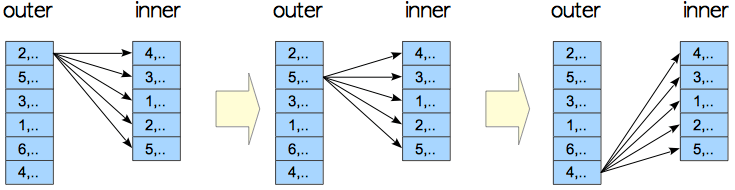 outer inner outer inner outer inner
2,.. 4,.. 2,.. 4,.. 2,.. 4,..
5,.. 3,.. 5,.. 3,.. 5,.. 3,..
3,.. 1,.. 3,.. 1,.. 3,.. 1,..
1,.. 2,.. 1,.. 2,.. 1,.. 2,..
6,.. 5,.. 6,.. 5,.. 6,.. 5,..
4,.. 4,.. 4,..